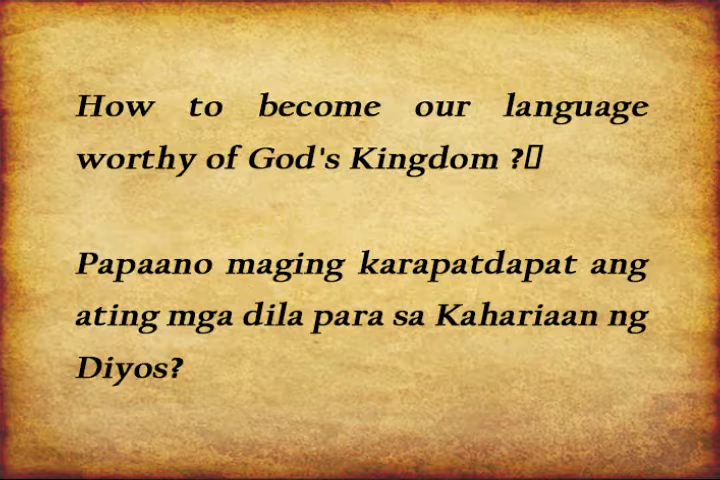 How to become our language
worthy of God's Kingdom ?
Papaano maging karapatdapat ang
ating mga dila para sa Kahariaan ng
Diyos?